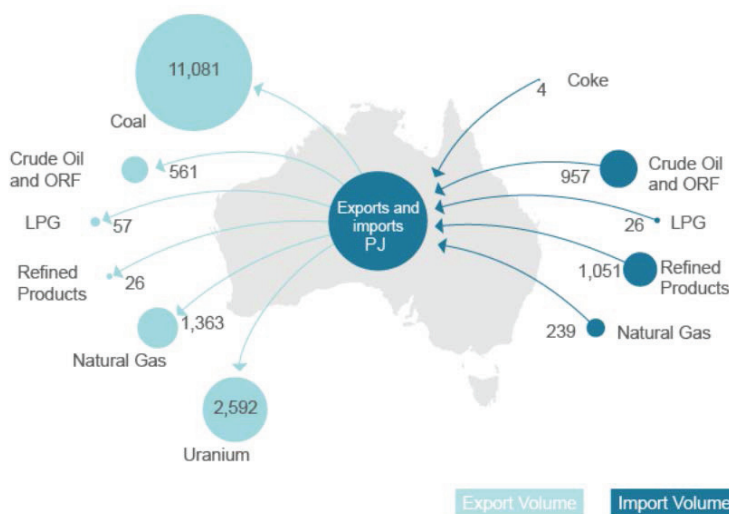 11,081
Coal
Crude Oil
and ORF
561
LPG
57
Refined
Products
26
1,363
Natural Gas
2,592
Uranium
Exports and
imports
PJ
Coke
4
Crude Oil
and ORF
957
LPG
26
Refined
Products
1,051
Natural Gas
239
Export Volume
Import Volume